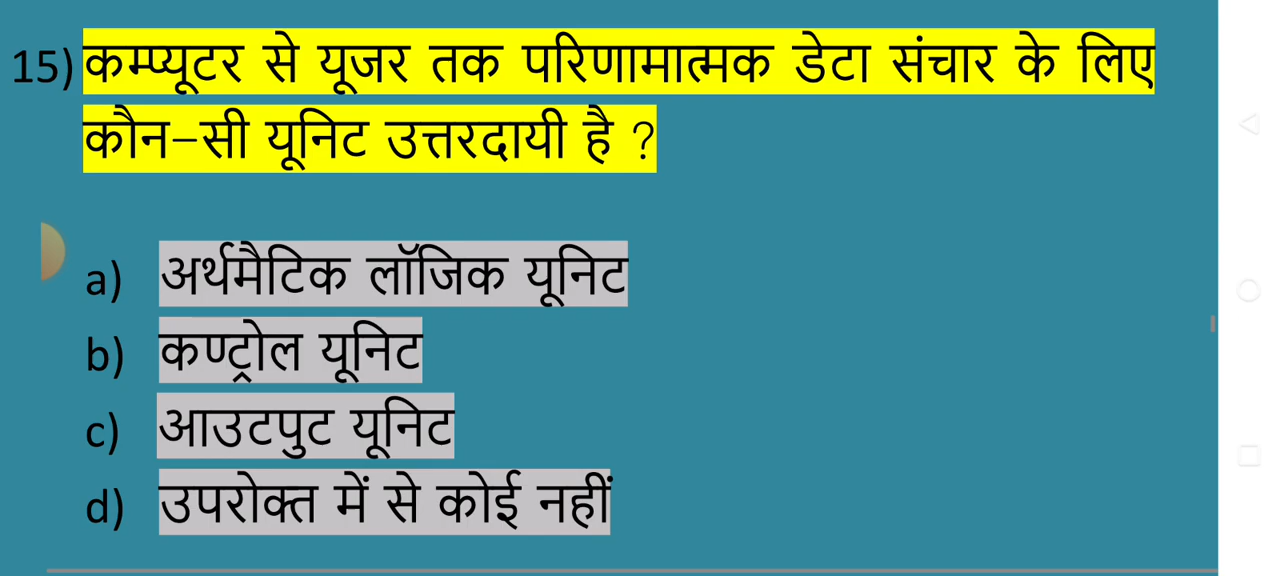 15) कम्प्यूटर से यूजर तक परिणामात्मक डेटा संचार के लिए
कौन-सी यूनिट उत्तरदायी है ?
a) अर्थमैटिक लॉजिक यूनिट
b) कण्ट्रोल यूनिट
c) आउटपुट यूनिट
d) उपरोक्त में से कोई नहीं